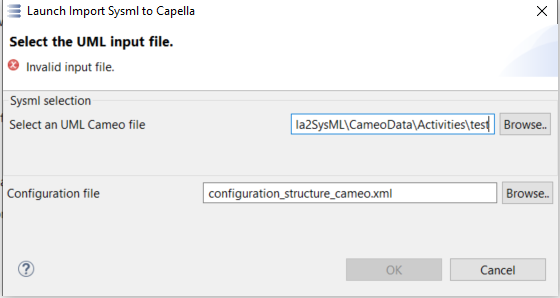 Launch Import Sysml to Capella
Select the UML input file.
Invalid input file.
Sysml selection
Select an UML Cameo file la2SysML\CameoData\Activities\test Browse..
Configuration file configuration_structure_cameo.xml Browse..
? OK Cancel